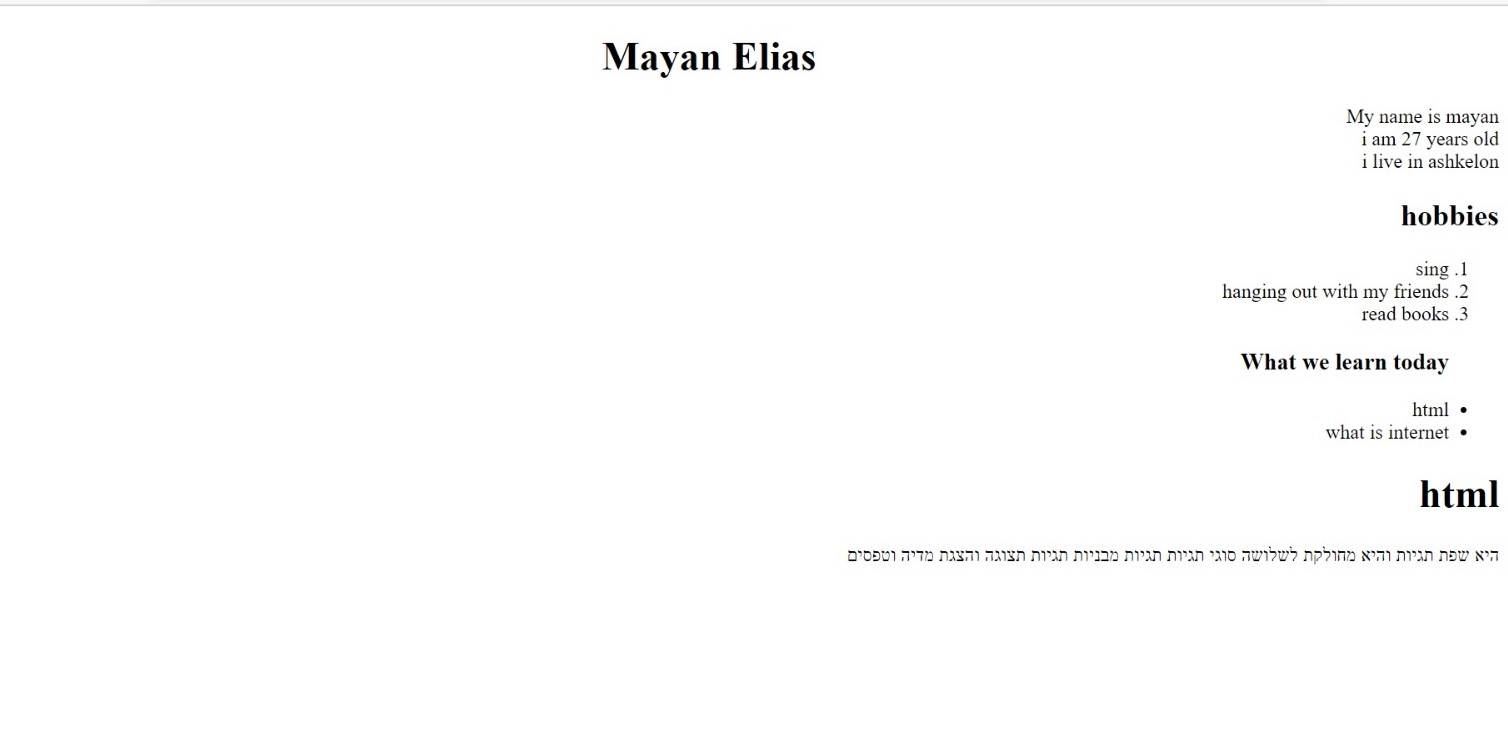 Mayan Elias
My name is mayan
i am 27 years old
i live in ashkelon
hobbies
1. sing
2. hanging out with my friends
3. read books
What we learn today
• html
• what is internet
html
היא שפת תגיות והיא מחולקת לשלושה סוגי תגיות תגיות מבניות תגיות תצוגה והצגת מדיה וטפסים